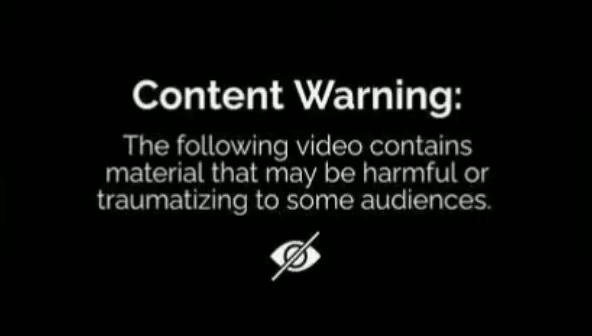 Content Warning:
The following video contains
material that may be harmful or
traumatizing to some audiences.